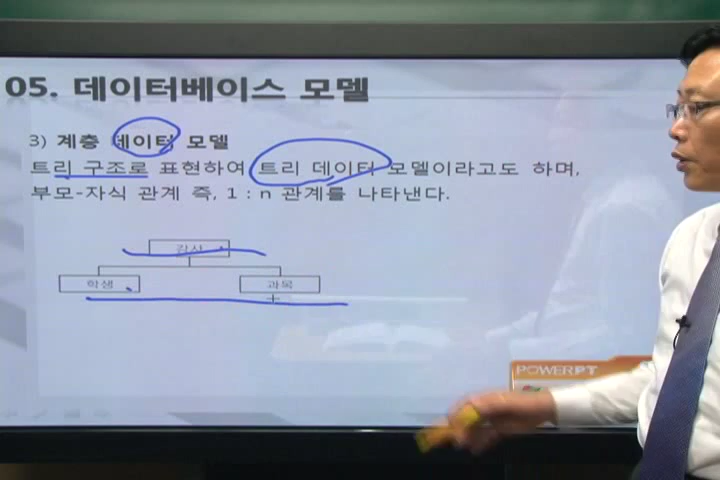 05. 데이터베이스 모델
3) 계층 데이터 모델
트리 구조로 표현하여 트리 데이터 모델이라고도 하며,
부모-자식 관계 즉, 1 : n 관계를 나타낸다.
강사
학생 과목
POWERPT